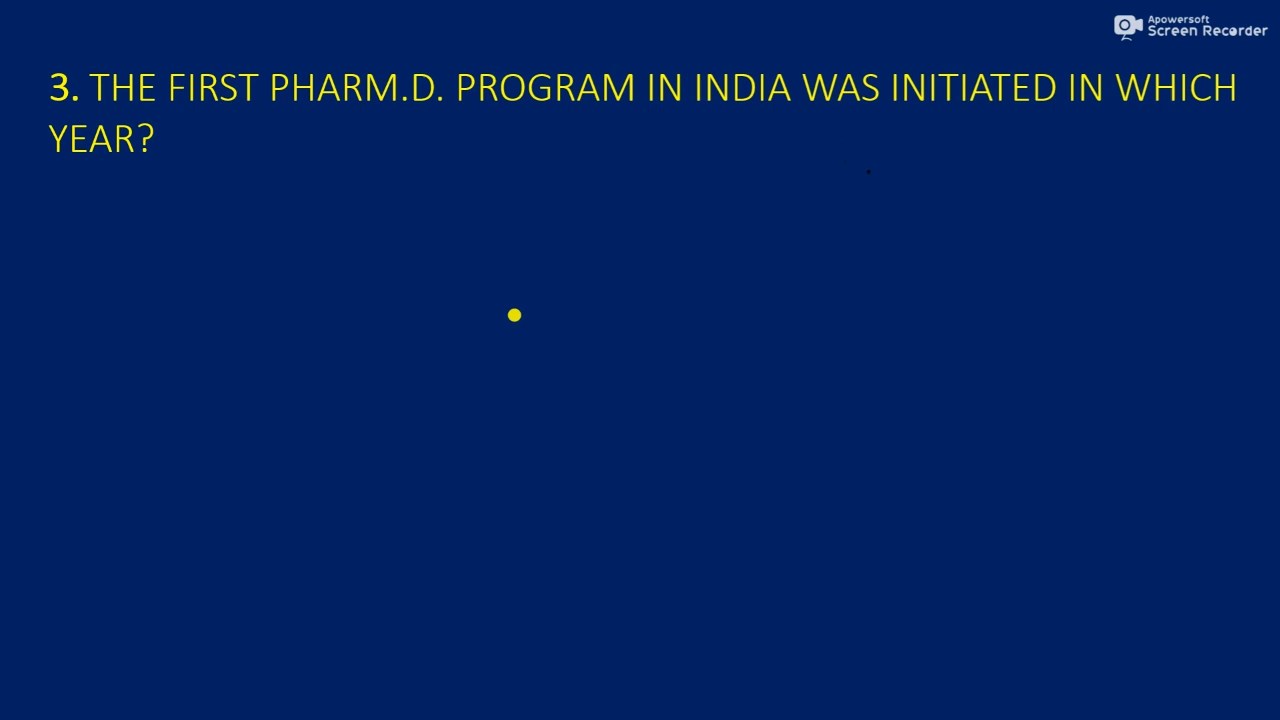 Apowersoft
Screen Recorder
3. THE FIRST PHARM.D. PROGRAM IN INDIA WAS INITIATED IN WHICH
YEAR?